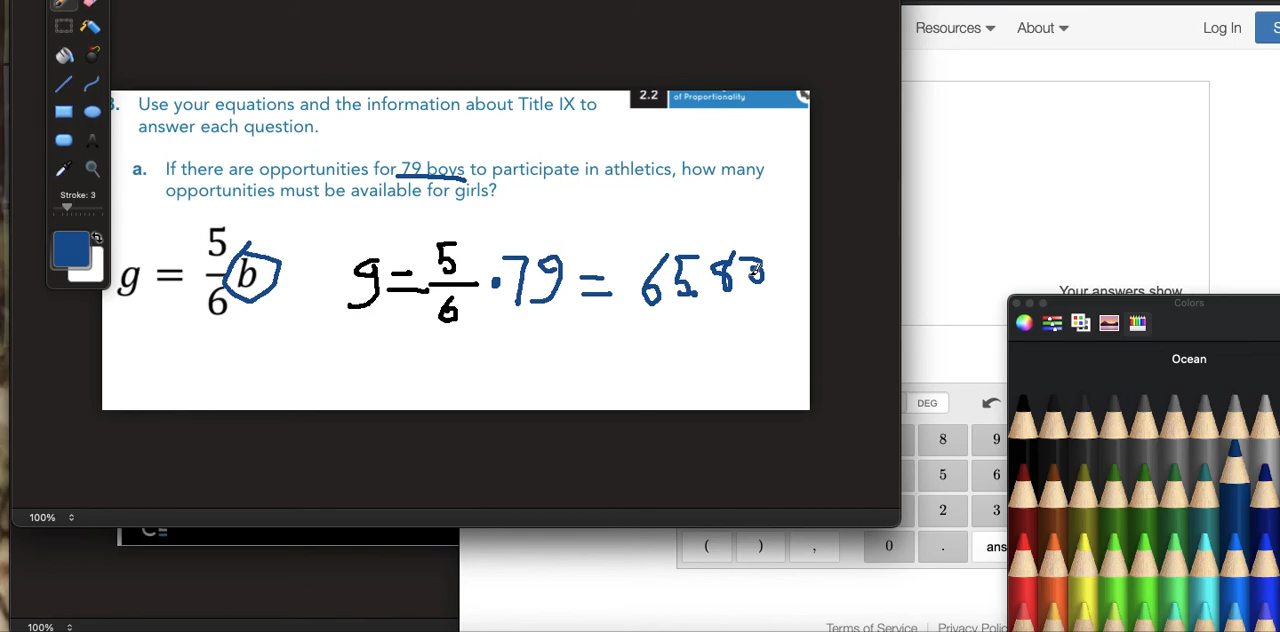 Resources About Log In
2.2 of Proportionality
3. Use your equations and the information about Title IX to
answer each question.
a. If there are opportunities for 79 boys to participate in athletics, how many
opportunities must be available for girls?
Stroke: 3
g = 5/6 b
g = 5/6 · 79 = 65.83
Your answers show
Colors
Ocean
DEG
8 9
5 6
2 3
( ) , 0 . ans
100%
100%
Terms of Service Privacy